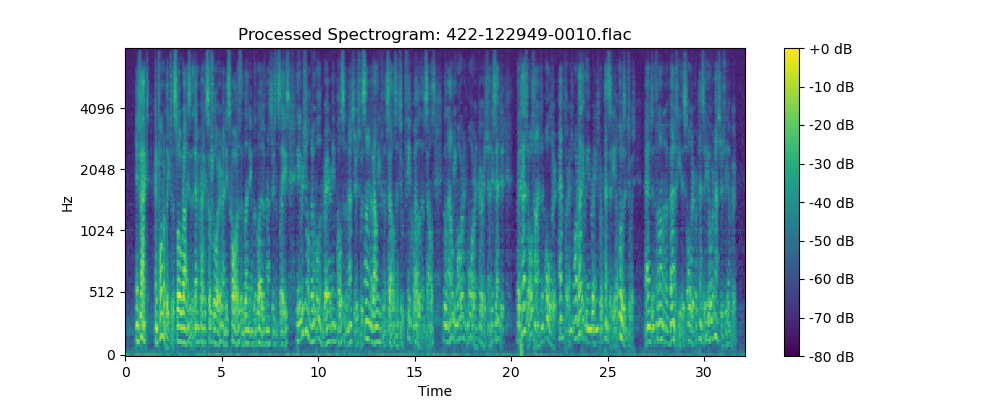 Processed Spectrogram: 422-122949-0010.flac
Hz
4096
2048
1024
512
0
0 5 10 15 20 25 30
Time
+0 dB
-10 dB
-20 dB
-30 dB
-40 dB
-50 dB
-60 dB
-70 dB
-80 dB